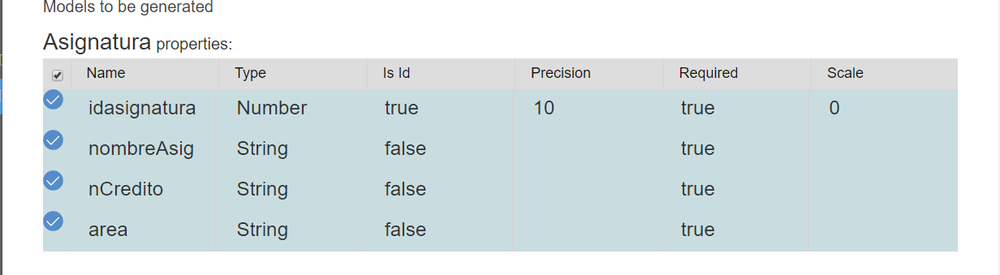 Models to be generated
Asignatura properties:
Name Type Is Id Precision Required Scale
idasignatura Number true 10 true 0
nombreAsig String false true
nCredito String false true
area String false true